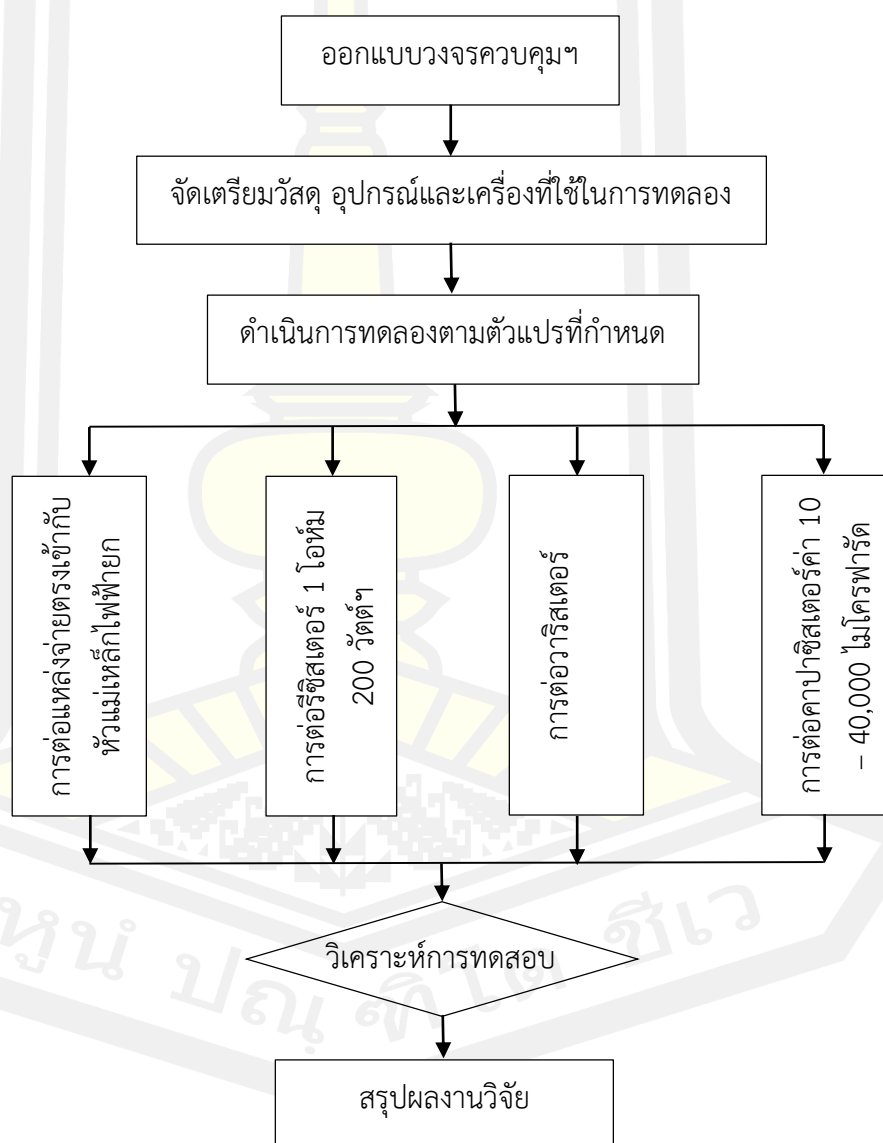 ออกแบบวงจรควบคุมฯ
จัดเตรียมวัสดุ อุปกรณ์และเครื่องที่ใช้ในการทดลอง
ดำเนินการทดลองตามตัวแปรที่กำหนด
การต่อแหล่งจ่ายตรงเข้ากับ
หัวแม่เหล็กไฟฟ้ายก
การต่อรีซิสเตอร์ 1 โอห์ม
200 วัตต์ฯ
การต่อวาริสเตอร์
การต่อคาปาซิสเตอร์ค่า 10
– 40,000 ไมโครฟารัด
วิเคราะห์การทดสอบ
สรุปผลงานวิจัย
หูนํ ปณฺฑิโต ชีเว